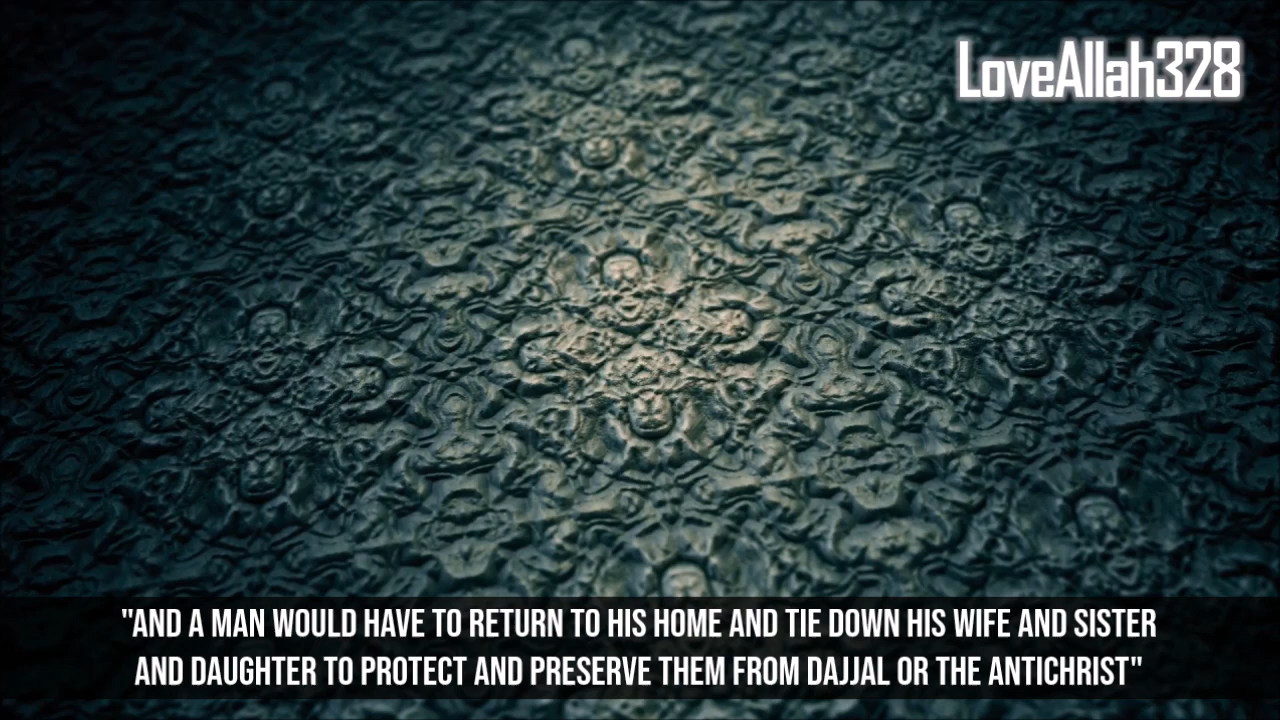 LoveAllah328
"AND A MAN WOULD HAVE TO RETURN TO HIS HOME AND TIE DOWN HIS WIFE AND SISTER
AND DAUGHTER TO PROTECT AND PRESERVE THEM FROM DAJJAL OR THE ANTICHRIST"